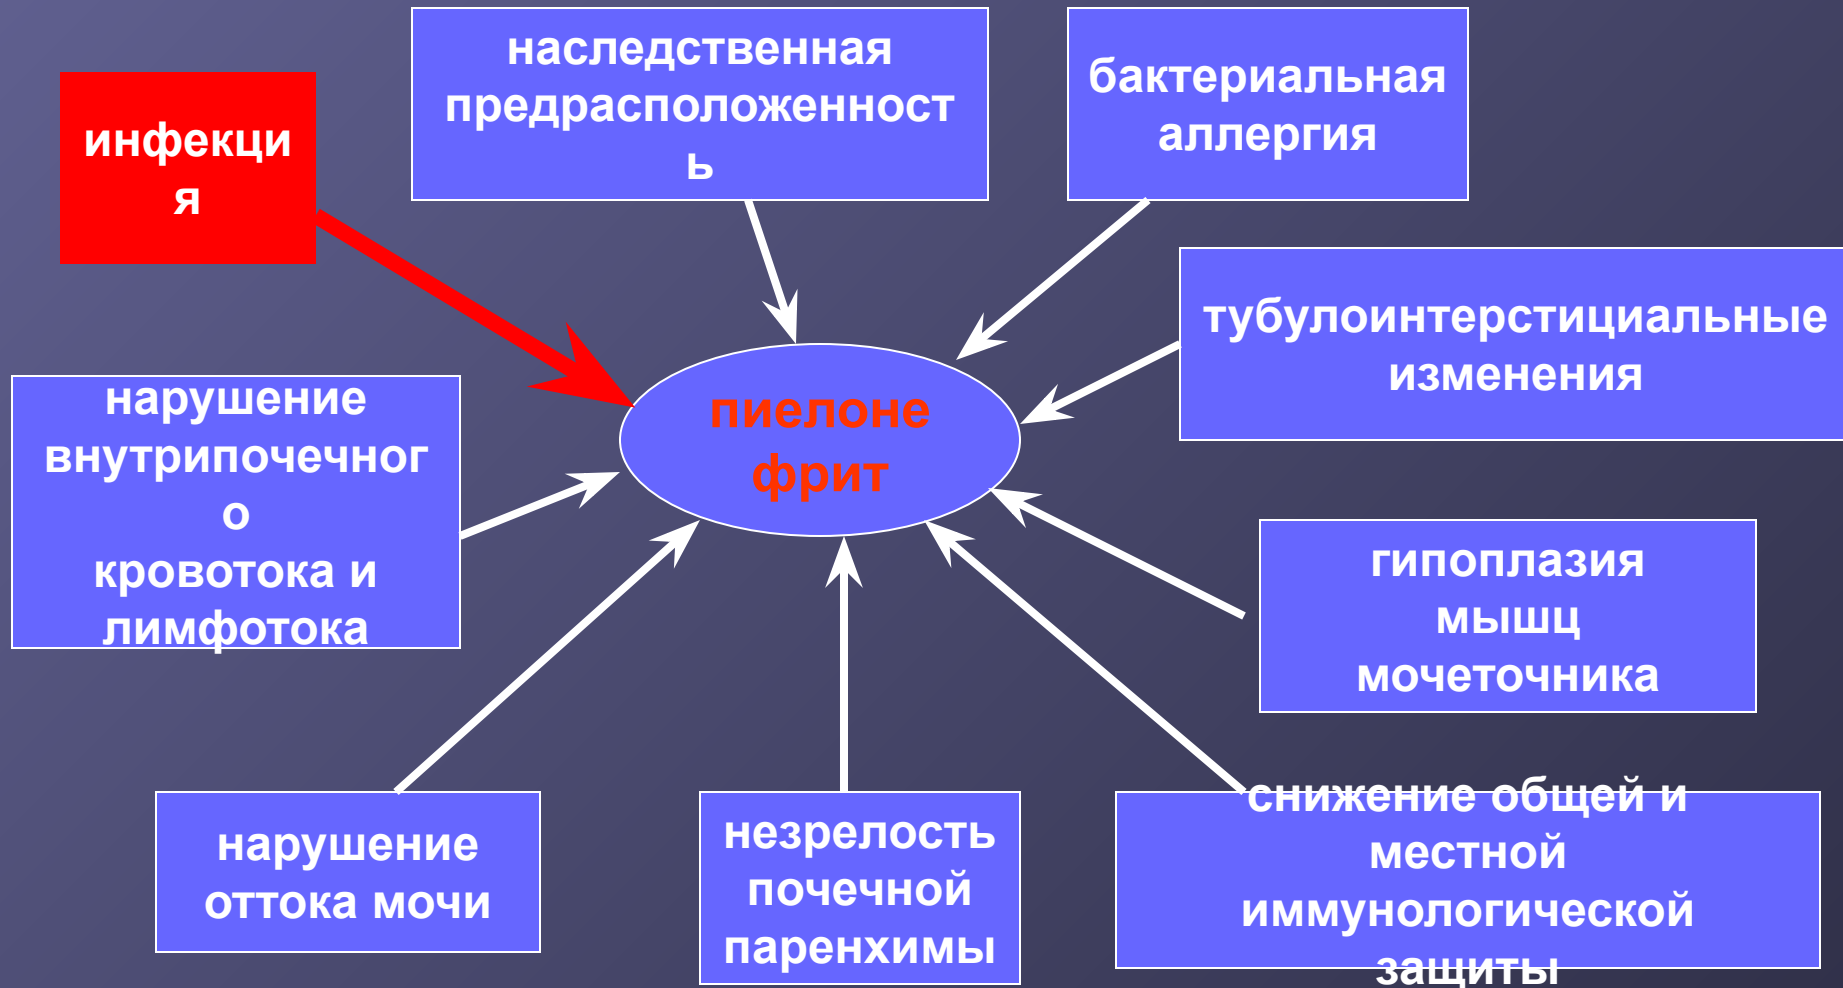 инфекци
я
наследственная
предрасположенност
ь
бактериальная
аллергия
тубулоинтерстициальные
изменения
нарушение
внутрипочечног
о
кровотока и
лимфотока
пиелоне
фрит
гипоплазия
мышц
мочеточника
нарушение
оттока мочи
незрелость
почечной
паренхимы
снижение общей и
местной
иммунологической
защиты